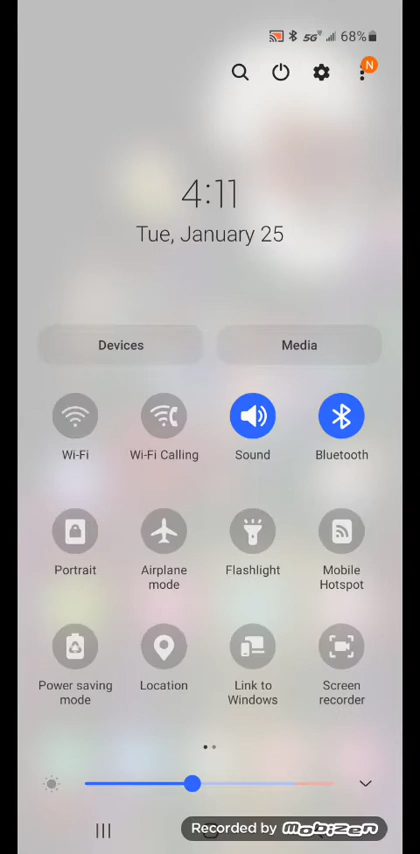 5G 68%
N
4:11
Tue, January 25
Devices Media
Wi-Fi Wi-Fi Calling Sound Bluetooth
Portrait Airplane mode Flashlight Mobile Hotspot
Power saving mode Location Link to Windows Screen recorder
Recorded by MOBIZEN